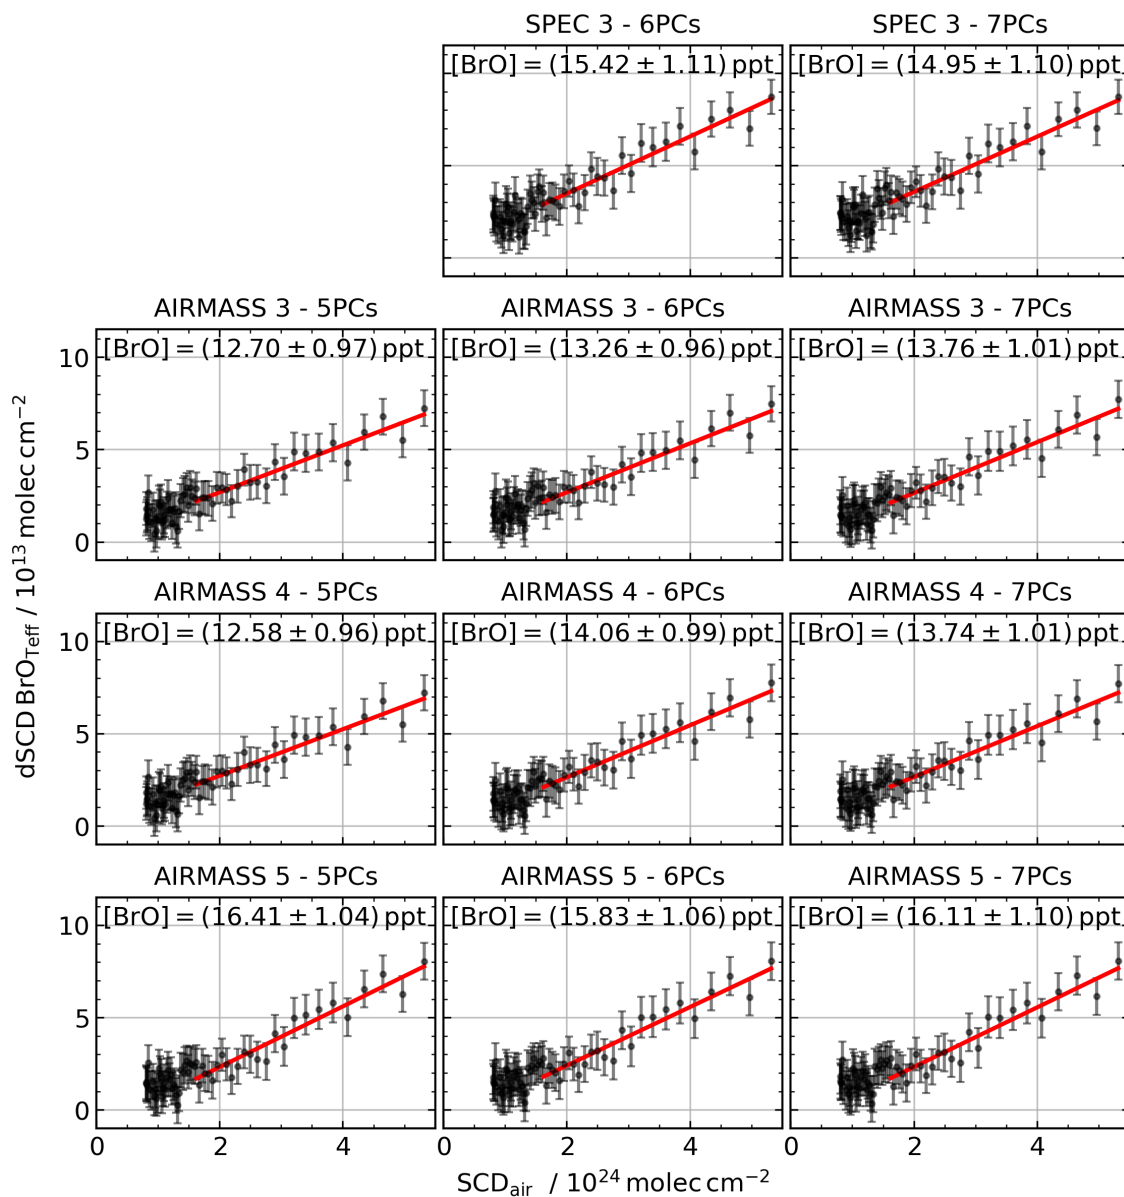 SPEC 3 - 6PCs SPEC 3 - 7PCs
[BrO] = (15.42 ± 1.11) ppt [BrO] = (14.95 ± 1.10) ppt
AIRMASS 3 - 5PCs AIRMASS 3 - 6PCs AIRMASS 3 - 7PCs
[BrO] = (12.70 ± 0.97) ppt [BrO] = (13.26 ± 0.96) ppt [BrO] = (13.76 ± 1.01) ppt
10
5
0
AIRMASS 4 - 5PCs AIRMASS 4 - 6PCs AIRMASS 4 - 7PCs
[BrO] = (12.58 ± 0.96) ppt [BrO] = (14.06 ± 0.99) ppt [BrO] = (13.74 ± 1.01) ppt
10
5
0
AIRMASS 5 - 5PCs AIRMASS 5 - 6PCs AIRMASS 5 - 7PCs
[BrO] = (16.41 ± 1.04) ppt [BrO] = (15.83 ± 1.06) ppt [BrO] = (16.11 ± 1.10) ppt
10
5
0
0 2 4 0 2 4 0 2 4
dSCD BrO_Teff / 10^13 molec cm^−2
SCD_air / 10^24 molec cm^−2